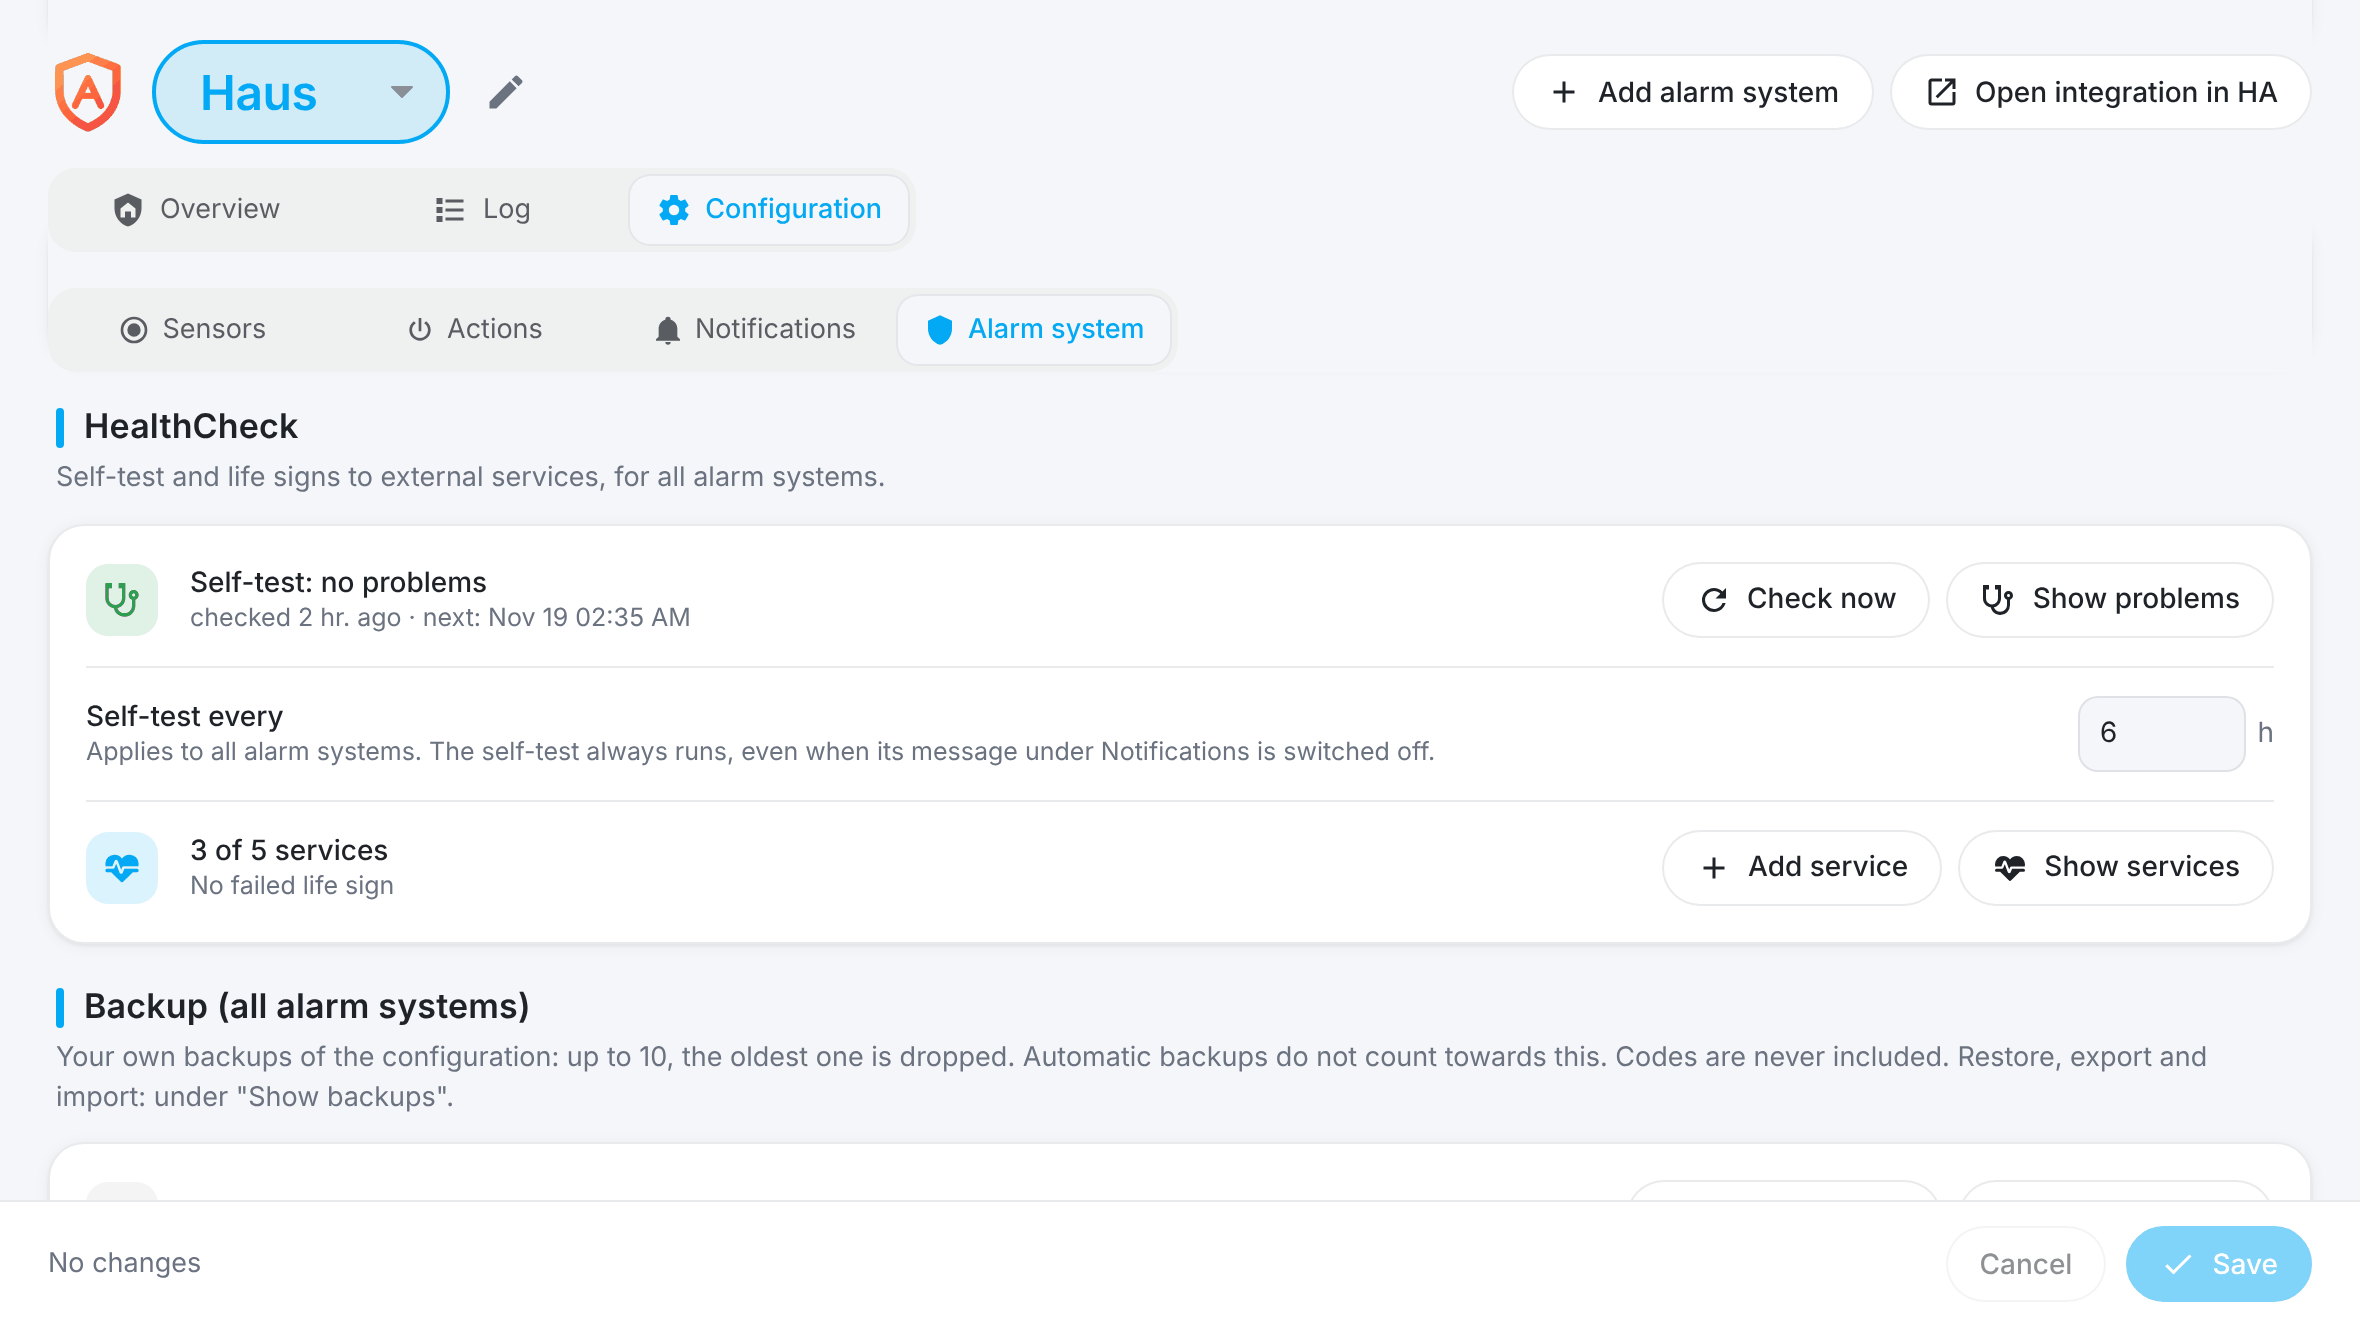 Haus
Add alarm system
Open integration in HA
Overview
Log
Configuration
Sensors
Actions
Notifications
Alarm system
HealthCheck
Self-test and life signs to external services, for all alarm systems.
Self-test: no problems
checked 2 hr. ago · next: Nov 19 02:35 AM
Check now
Show problems
Self-test every
Applies to all alarm systems. The self-test always runs, even when its message under Notifications is switched off.
6
h
3 of 5 services
No failed life sign
Add service
Show services
Backup (all alarm systems)
Your own backups of the configuration: up to 10, the oldest one is dropped. Automatic backups do not count towards this. Codes are never included. Restore, export and
import: under "Show backups".
No changes
Cancel
Save